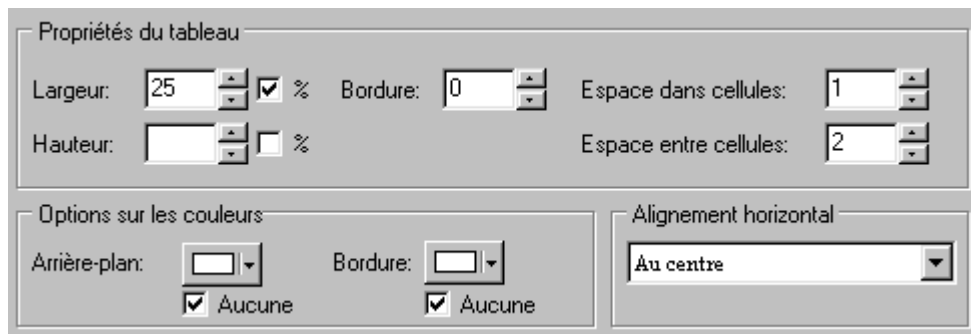 Propriétés du tableau
Largeur: 25 % Bordure: 0 Espace dans cellules: 1
Hauteur: % Espace entre cellules: 2
Options sur les couleurs
Arrière-plan: Bordure:
Aucune Aucune
Alignement horizontal
Au centre